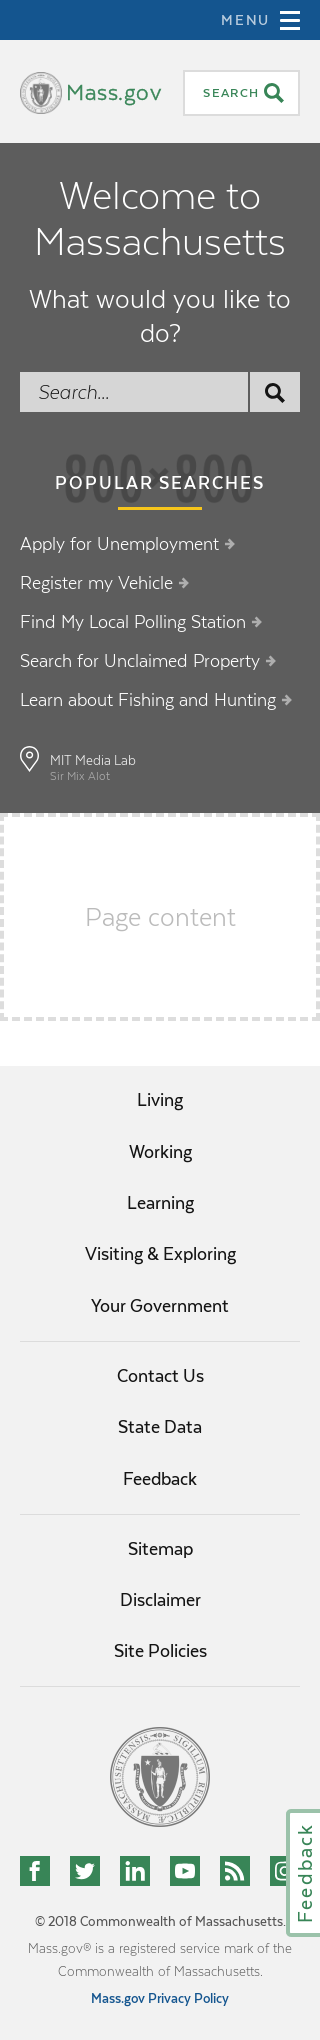 MENU
Mass.gov
SEARCH
Welcome to
Massachusetts
What would you like to
do?
Search...
800×800
POPULAR SEARCHES
Apply for Unemployment
Register my Vehicle
Find My Local Polling Station
Search for Unclaimed Property
Learn about Fishing and Hunting
MIT Media Lab
Sir Mix Alot
Page content
Living
Working
Learning
Visiting & Exploring
Your Government
Contact Us
State Data
Feedback
Sitemap
Disclaimer
Site Policies
Feedback
© 2018 Commonwealth of Massachusetts.
Mass.gov® is a registered service mark of the
Commonwealth of Massachusetts.
Mass.gov Privacy Policy